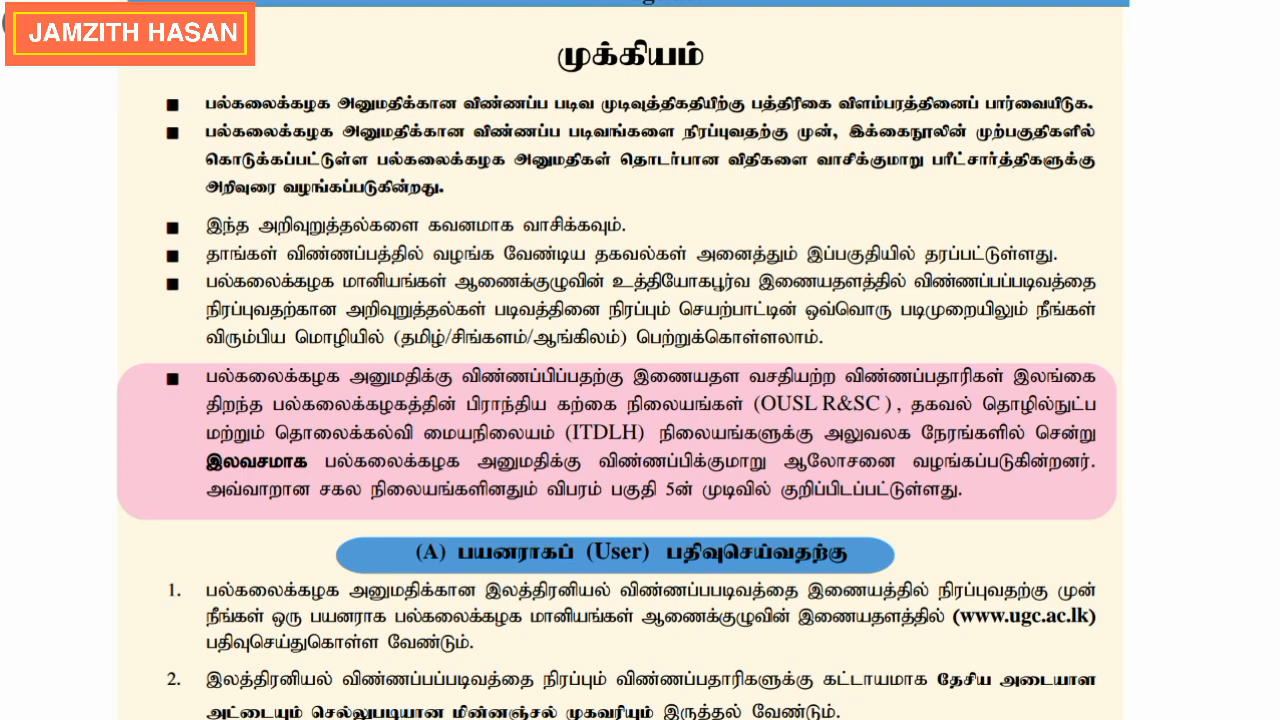 JAMZITH HASAN
முக்கியம்
■ பல்கலைக்கழக அனுமதிக்கான விண்ணப்ப படிவ முடிவுத்திகதியிற்கு பத்திரிகை விளம்பரத்தினைப் பார்வையிடுக.
■ பல்கலைக்கழக அனுமதிக்கான விண்ணப்ப படிவங்களை நிரப்புவதற்கு முன், இக்கைநூலின் முற்பகுதிகளில்
கொடுக்கப்பட்டுள்ள பல்கலைக்கழக அனுமதிகள் தொடர்பான விதிகளை வாசிக்குமாறு பரீட்சார்த்திகளுக்கு
அறிவுரை வழங்கப்படுகின்றது.
■ இந்த அறிவுறுத்தல்களை கவனமாக வாசிக்கவும்.
■ தாங்கள் விண்ணப்பத்தில் வழங்க வேண்டிய தகவல்கள் அனைத்தும் இப்பகுதியில் தரப்பட்டுள்ளது.
■ பல்கலைக்கழக மானியங்கள் ஆணைக்குழுவின் உத்தியோகபூர்வ இணையதளத்தில் விண்ணப்பப்படிவத்தை
நிரப்புவதற்கான அறிவுறுத்தல்கள் படிவத்தினை நிரப்பும் செயற்பாட்டின் ஒவ்வொரு படிமுறையிலும் நீங்கள்
விரும்பிய மொழியில் (தமிழ்/சிங்களம்/ஆங்கிலம்) பெற்றுக்கொள்ளலாம்.
■ பல்கலைக்கழக அனுமதிக்கு விண்ணப்பிப்பதற்கு இணையதள வசதியற்ற விண்ணப்பதாரிகள் இலங்கை
திறந்த பல்கலைக்கழகத்தின் பிராந்திய கற்கை நிலையங்கள் (OUSL R&SC ) , தகவல் தொழில்நுட்ப
மற்றும் தொலைக்கல்வி மையநிலையம் (ITDLH) நிலையங்களுக்கு அலுவலக நேரங்களில் சென்று
இலவசமாக பல்கலைக்கழக அனுமதிக்கு விண்ணப்பிக்குமாறு ஆலோசனை வழங்கப்படுகின்றனர்.
அவ்வாறான சகல நிலையங்களினதும் விபரம் பகுதி 5ன் முடிவில் குறிப்பிடப்பட்டுள்ளது.
(A) பயனராகப் (User) பதிவுசெய்வதற்கு
1. பல்கலைக்கழக அனுமதிக்கான இலத்திரனியல் விண்ணப்பபடிவத்தை இணையத்தில் நிரப்புவதற்கு முன்
நீங்கள் ஒரு பயனராக பல்கலைக்கழக மானியங்கள் ஆணைக்குழுவின் இணையதளத்தில் (www.ugc.ac.lk)
பதிவுசெய்துகொள்ள வேண்டும்.
2. இலத்திரனியல் விண்ணப்பப்படிவத்தை நிரப்பும் விண்ணப்பதாரிகளுக்கு கட்டாயமாக தேசிய அடையாள
அட்டையும் செல்லுபடியான மின்னஞ்சல் முகவரியும் இருத்தல் வேண்டும்.